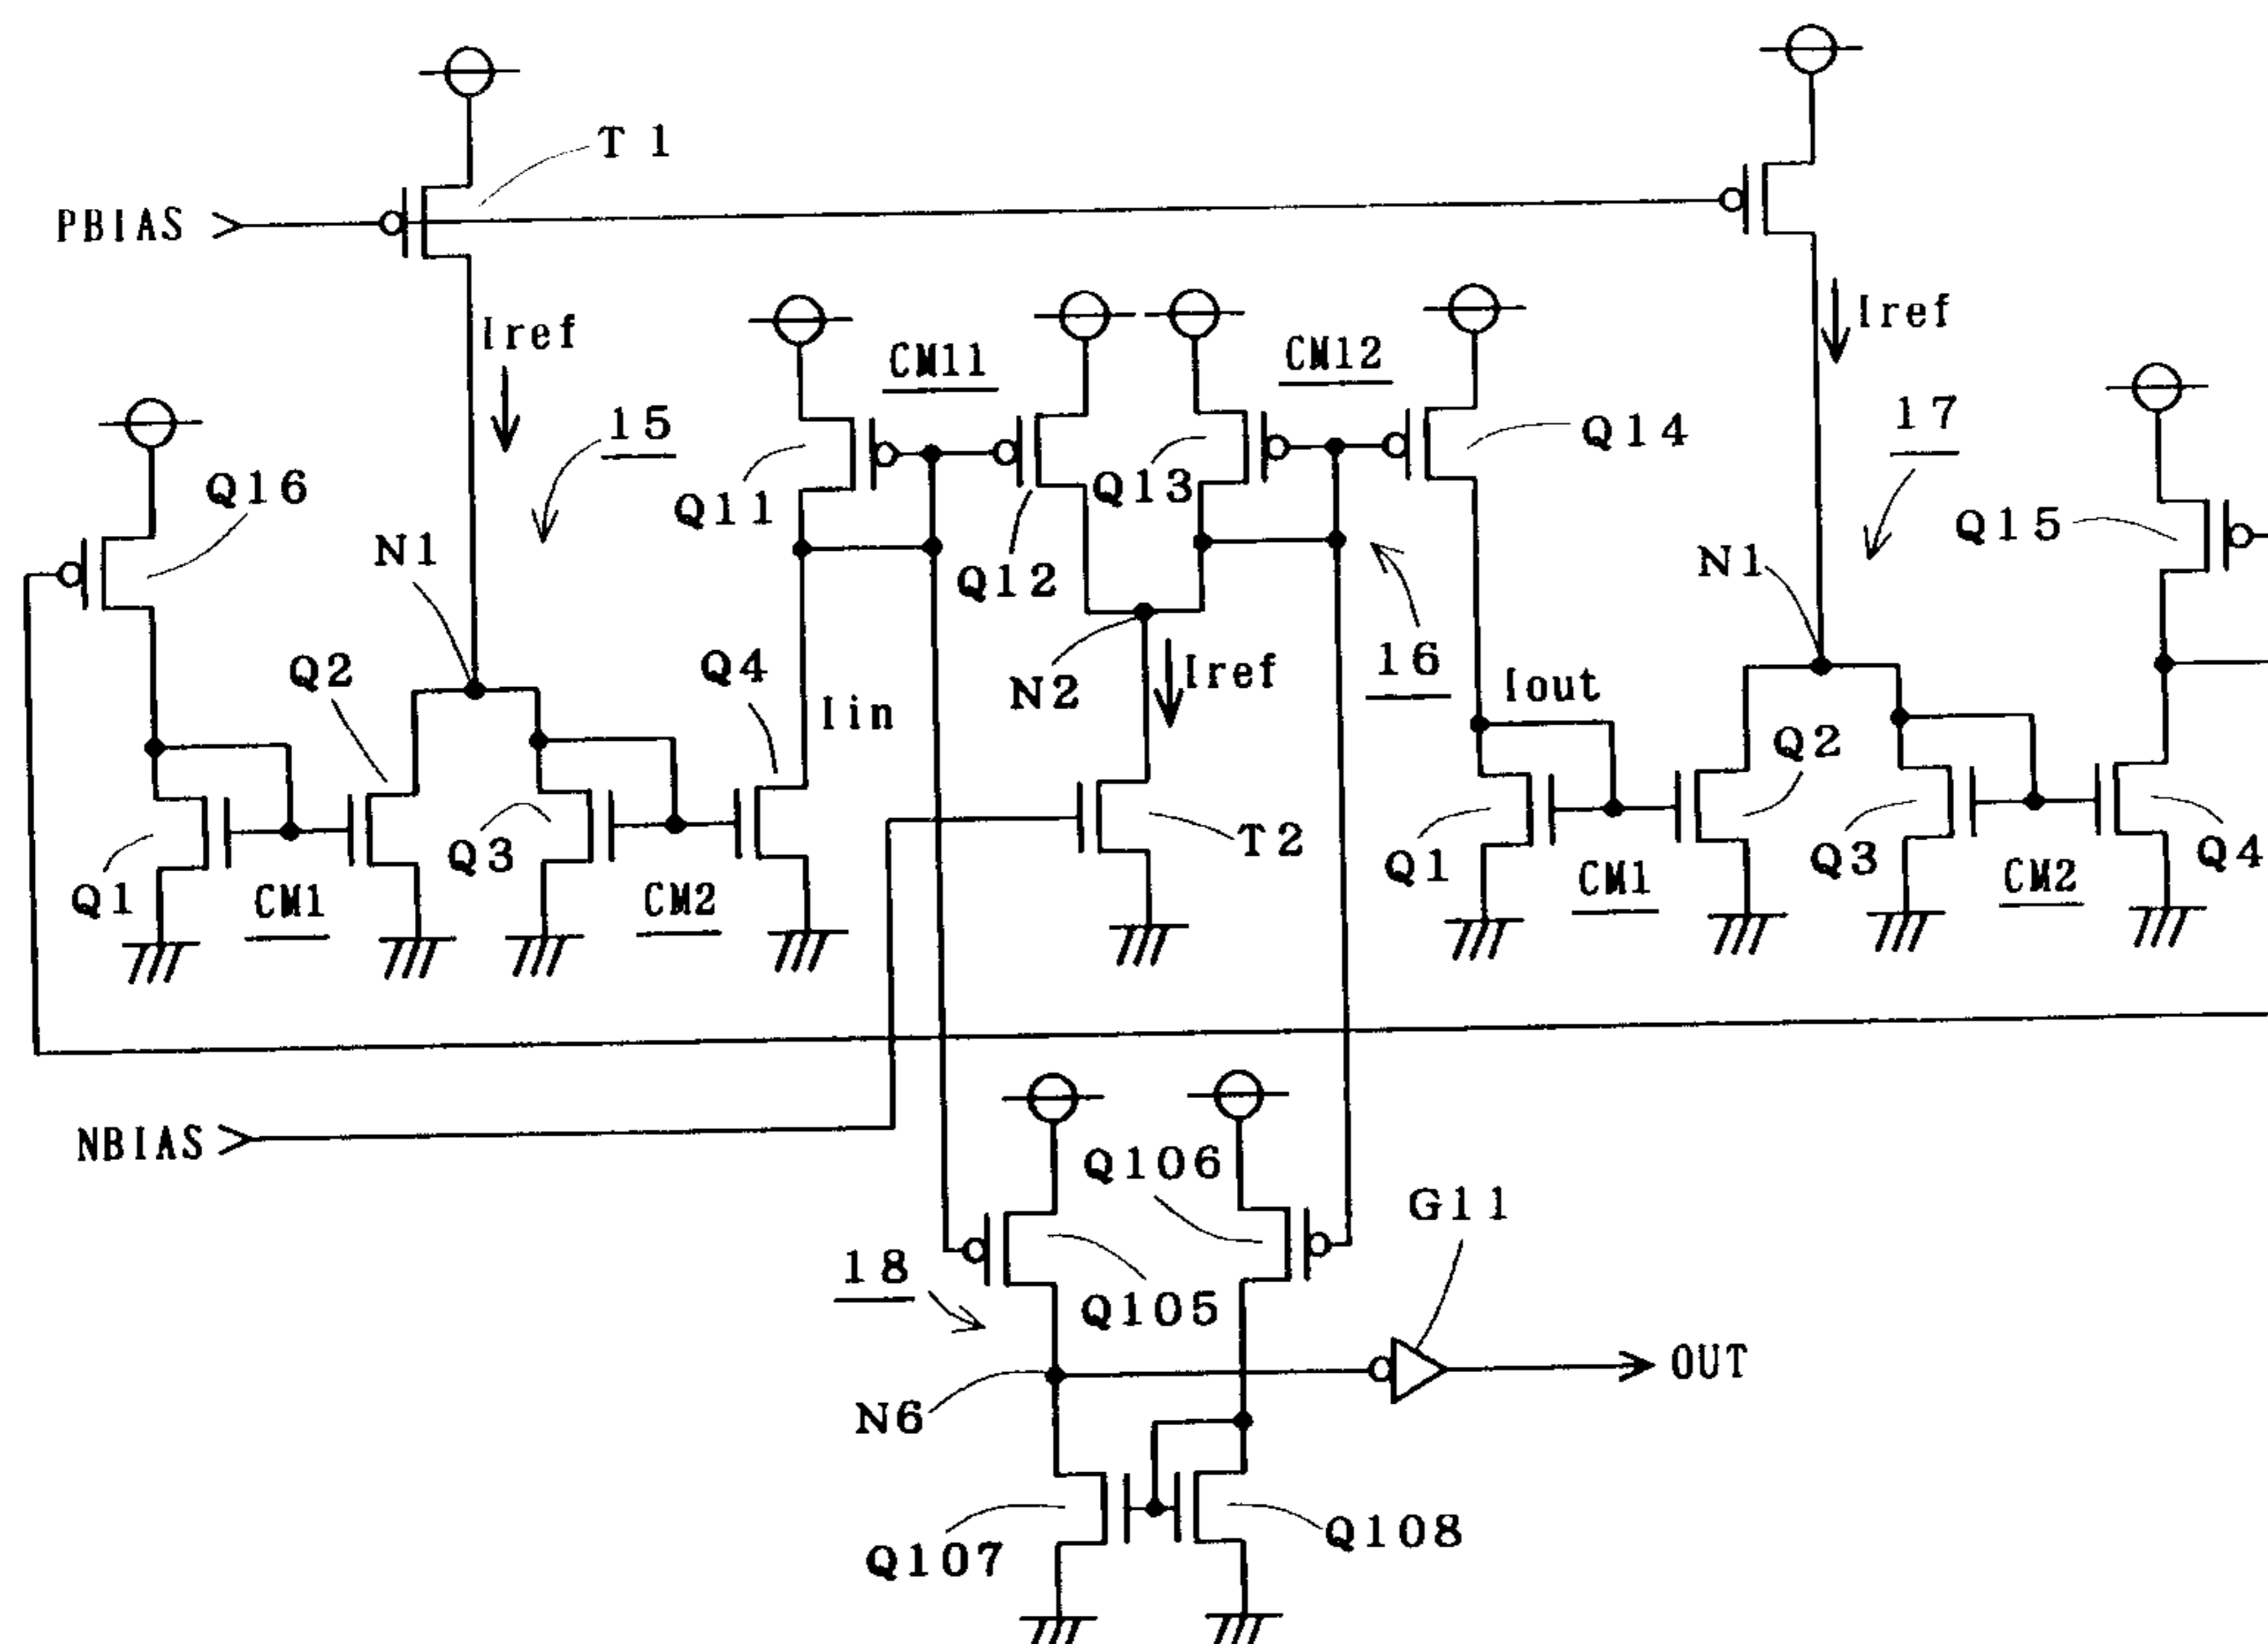 T 1
PBIAS
Iref
Iref
CM11
CM12
15
17
Q14
Q16
Q11
Q13
Q15
N1
Q12
N1
Q2
Q4
Iin
N2
Iref
16
Iout
Q2
Q1
CM1
Q3
CM2
T2
Q1
CM1
Q3
CM2
Q4
NBIAS
Q106
G11
18
Q105
OUT
N6
Q107
Q108